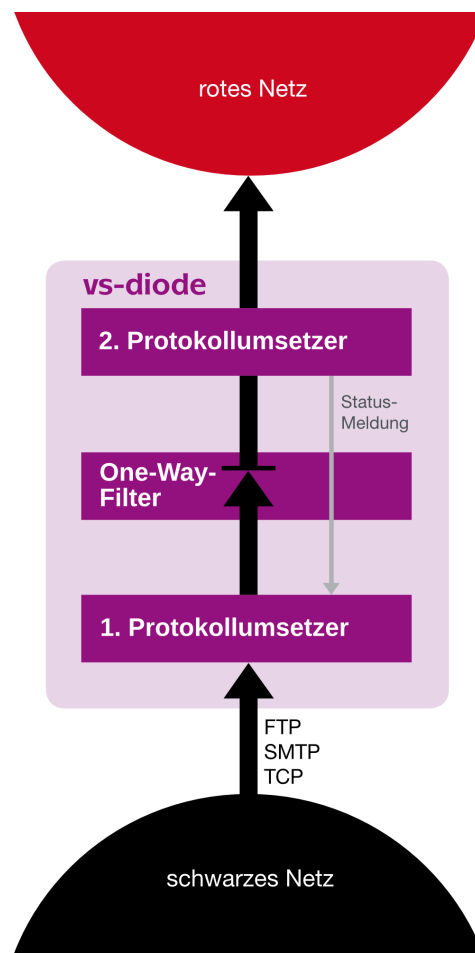 rotes Netz
vs-diode
2. Protokollumsetzer
Status-
Meldung
One-Way-
Filter
1. Protokollumsetzer
FTP
SMTP
TCP
schwarzes Netz